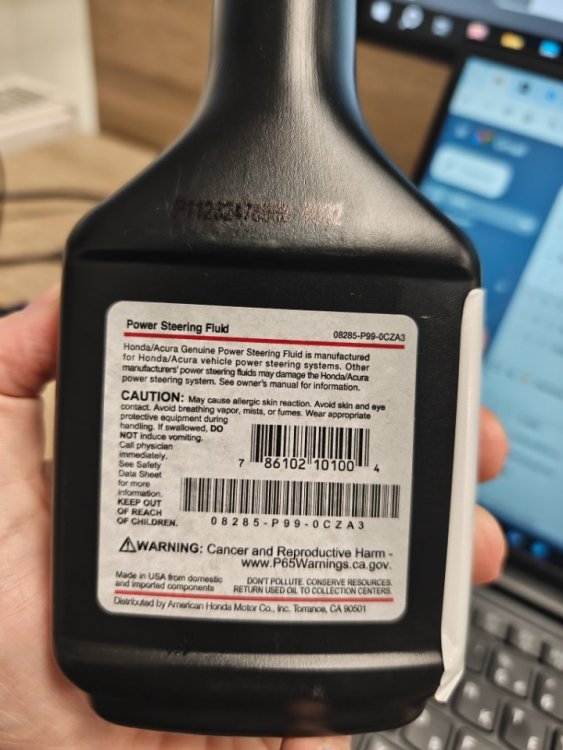 Power Steering Fluid 08285-P99-0CZA3
Honda/Acura Genuine Power Steering Fluid is manufactured
for Honda/Acura vehicle power steering systems. Other
manufacturers' power steering fluids may damage the Honda/Acura
power steering system. See owner's manual for information.
CAUTION: May cause allergic skin reaction. Avoid skin and eye
contact. Avoid breathing vapor, mists, or fumes. Wear appropriate
protective equipment during
handling. If swallowed, DO
NOT induce vomiting.
Call physician
immediately.
See Safety
Data Sheet
for more
information.
KEEP OUT
OF REACH
OF CHILDREN.
7 86102 10100 4
08285-P99-0CZA3
WARNING: Cancer and Reproductive Harm -
www.P65Warnings.ca.gov.
Made in USA from domestic
and imported components
DON'T POLLUTE. CONSERVE RESOURCES.
RETURN USED OIL TO COLLECTION CENTERS.
Distributed by American Honda Motor Co., Inc. Torrance, CA 90501